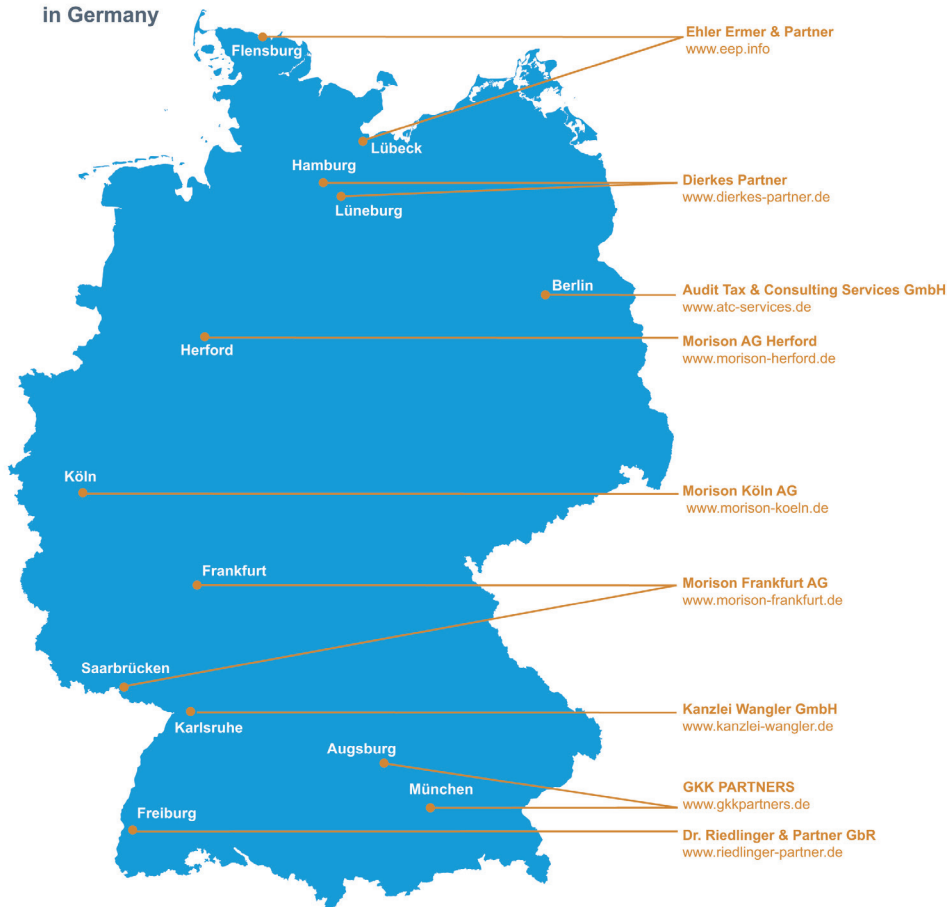 in Germany
Flensburg
Ehler Ermer & Partner
www.eep.info
Lübeck
Hamburg
Dierkes Partner
www.dierkes-partner.de
Lüneburg
Berlin
Audit Tax & Consulting Services GmbH
www.atc-services.de
Herford
Morison AG Herford
www.morison-herford.de
Köln
Morison Köln AG
www.morison-koeln.de
Frankfurt
Morison Frankfurt AG
www.morison-frankfurt.de
Saarbrücken
Karlsruhe
Kanzlei Wangler GmbH
www.kanzlei-wangler.de
Augsburg
München
GKK PARTNERS
www.gkkpartners.de
Freiburg
Dr. Riedlinger & Partner GbR
www.riedlinger-partner.de